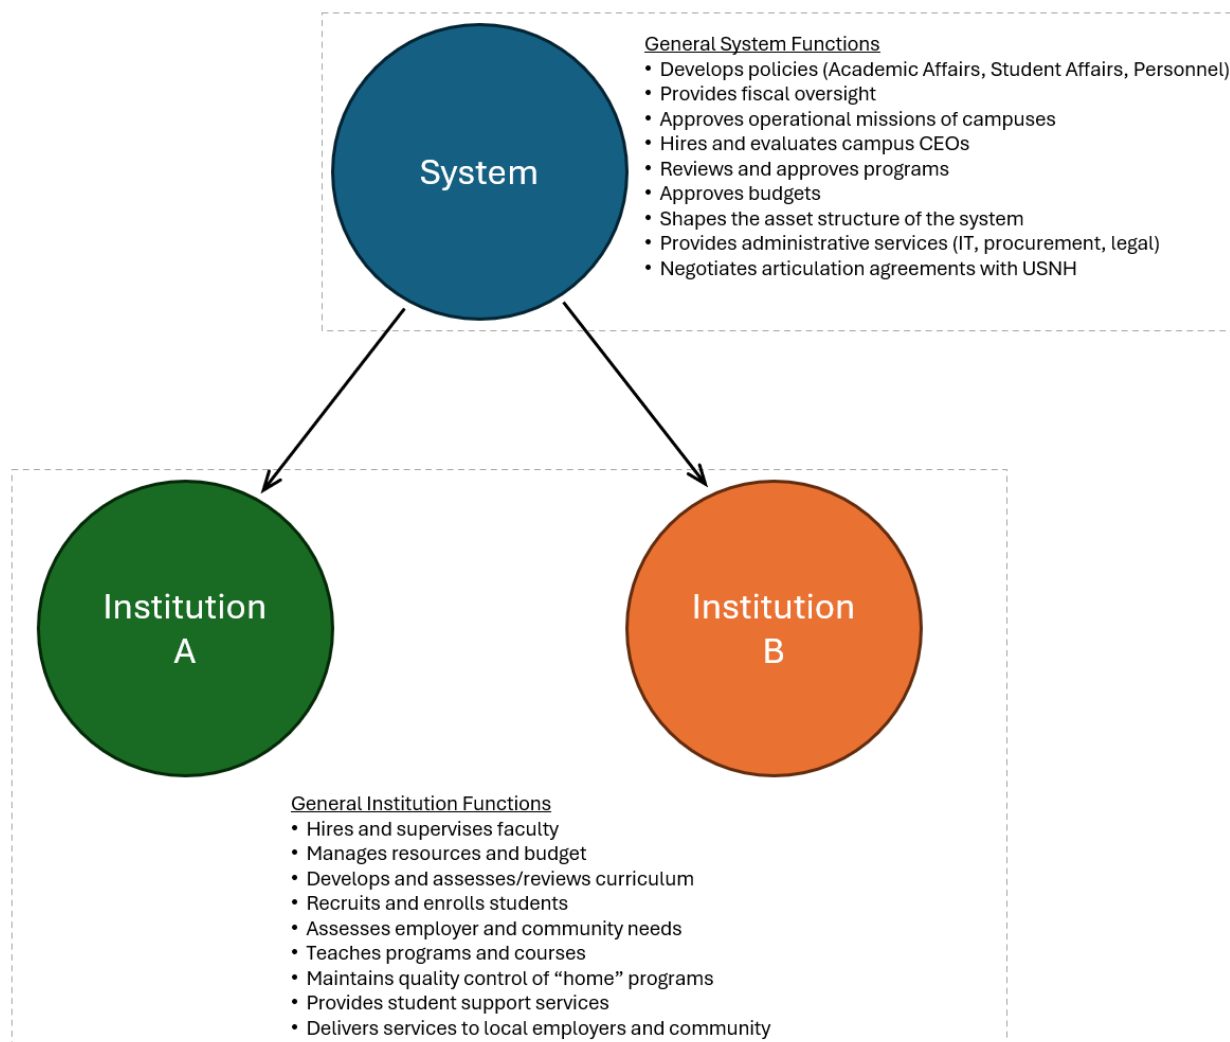 General System Functions
• Develops policies (Academic Affairs, Student Affairs, Personnel)
• Provides fiscal oversight
• Approves operational missions of campuses
• Hires and evaluates campus CEOs
• Reviews and approves programs
• Approves budgets
• Shapes the asset structure of the system
• Provides administrative services (IT, procurement, legal)
• Negotiates articulation agreements with USNH
System
Institution
A
Institution
B
General Institution Functions
• Hires and supervises faculty
• Manages resources and budget
• Develops and assesses/reviews curriculum
• Recruits and enrolls students
• Assesses employer and community needs
• Teaches programs and courses
• Maintains quality control of “home” programs
• Provides student support services
• Delivers services to local employers and community